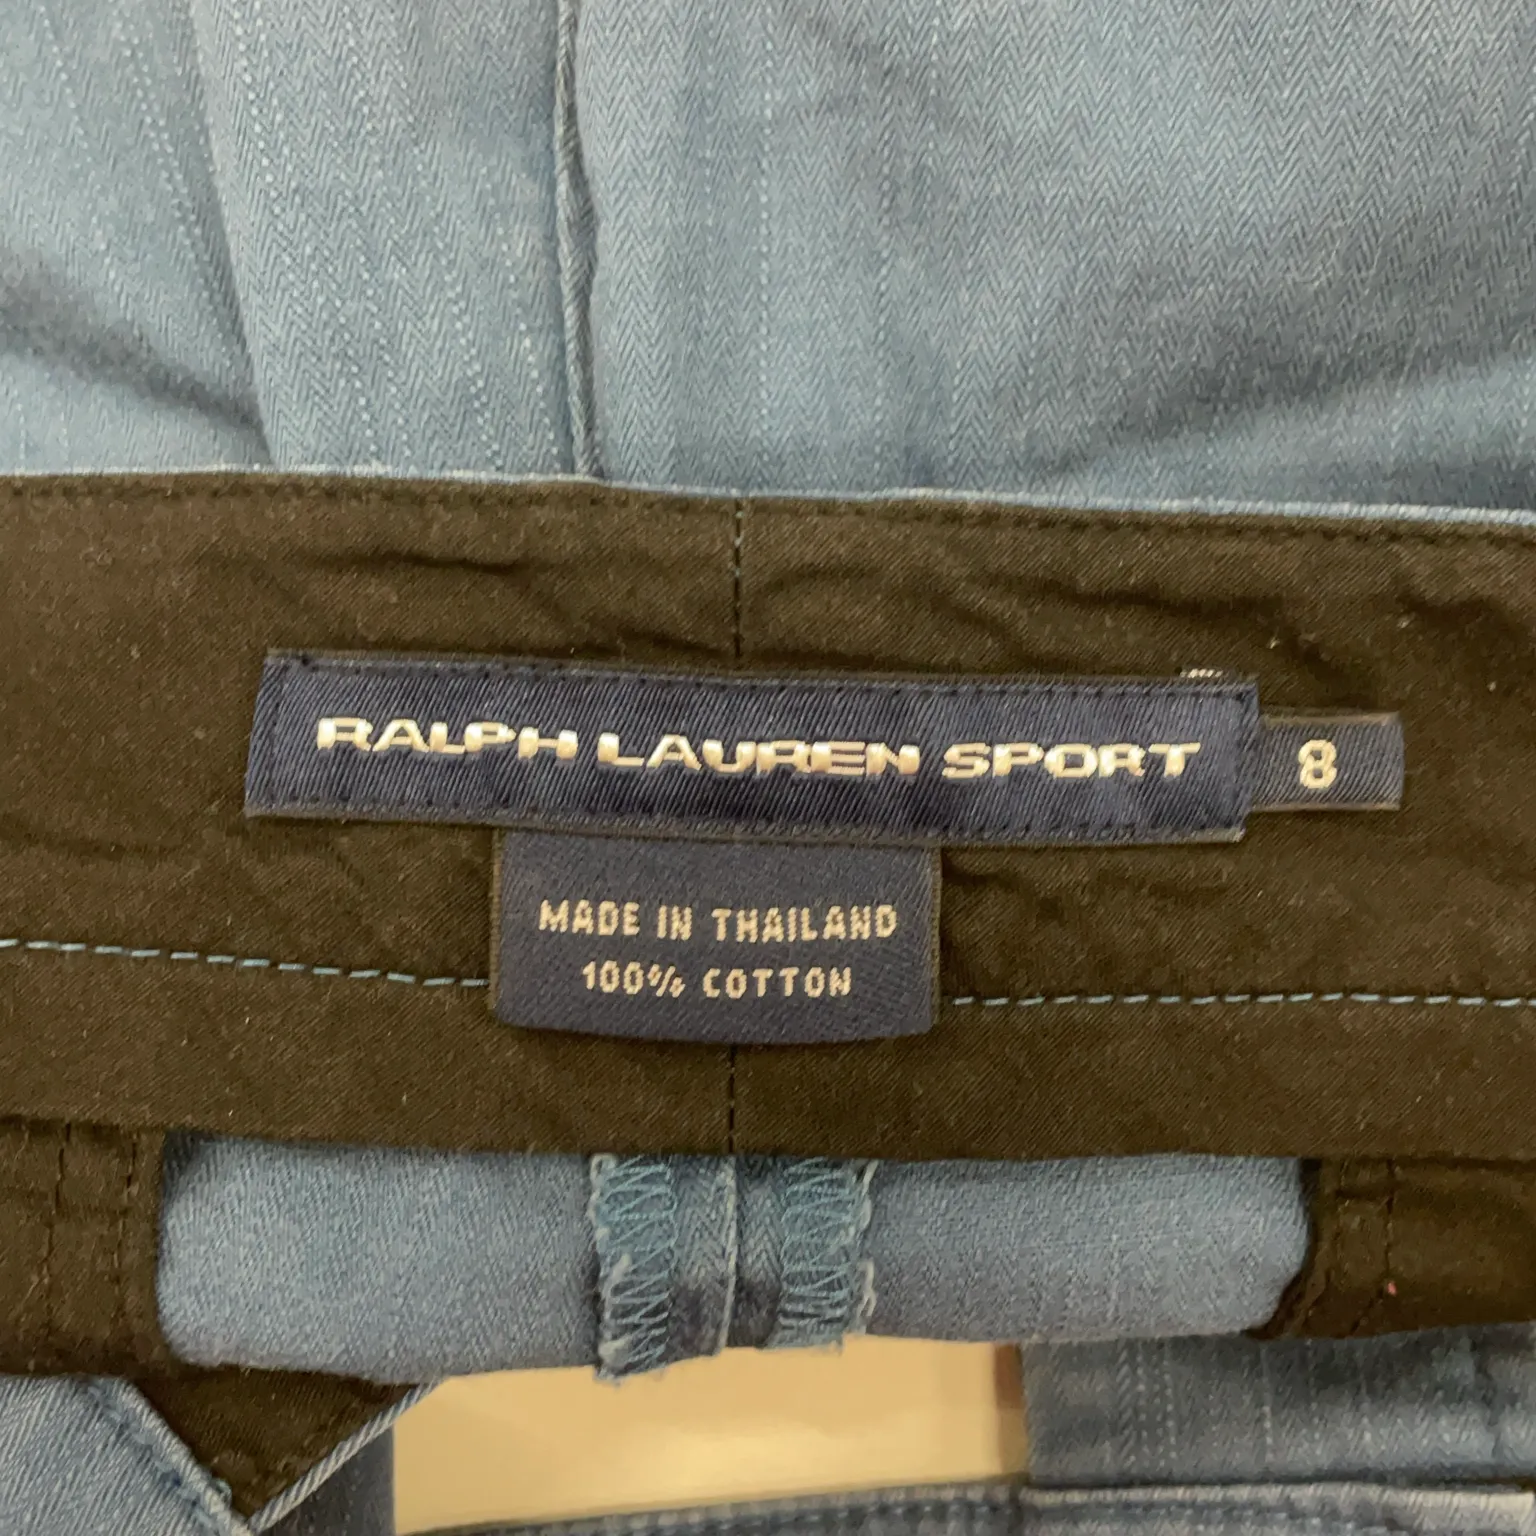 RALPH LAUREN SPORT
8
MADE IN THAILAND
100% COTTON